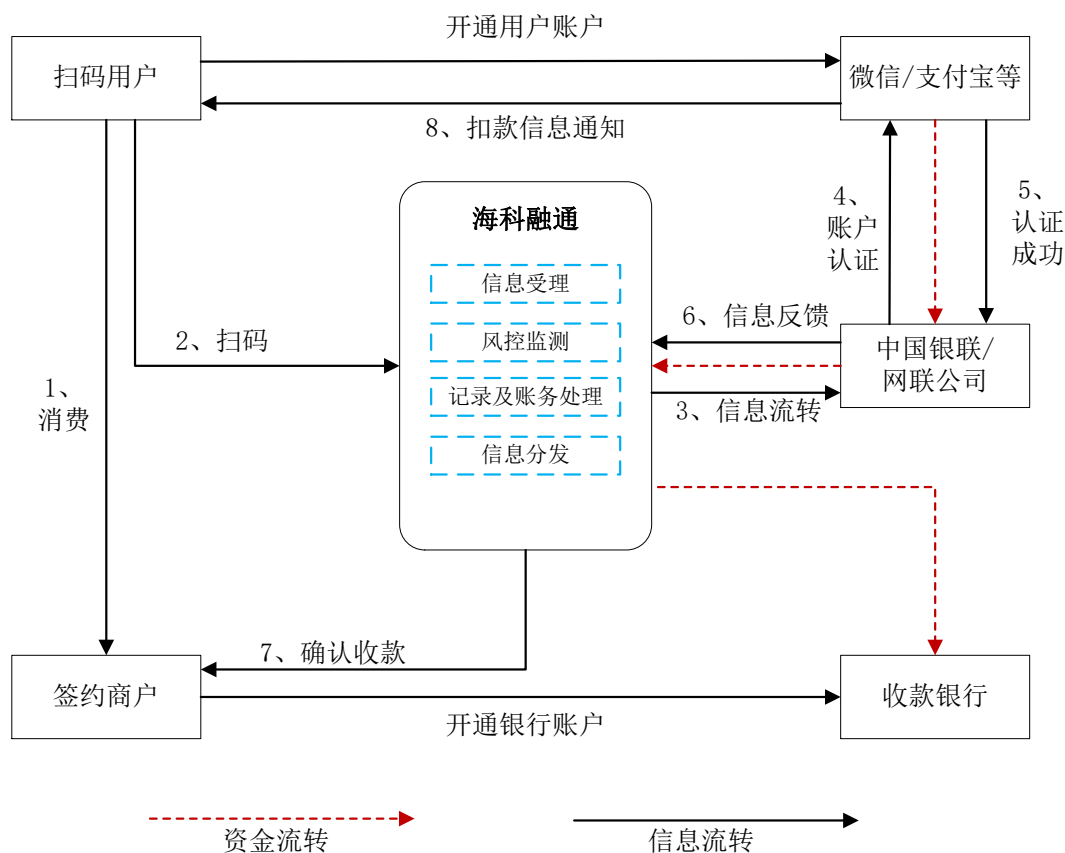 开通用户账户
扫码用户
微信/支付宝等
8、扣款信息通知
4、
账户
认证
5、
认证
成功
海科融通
信息受理
风控监测
记录及账务处理
信息分发
2、扫码
6、信息反馈
中国银联/
网联公司
3、信息流转
1、
消费
7、确认收款
签约商户
收款银行
开通银行账户
资金流转
信息流转